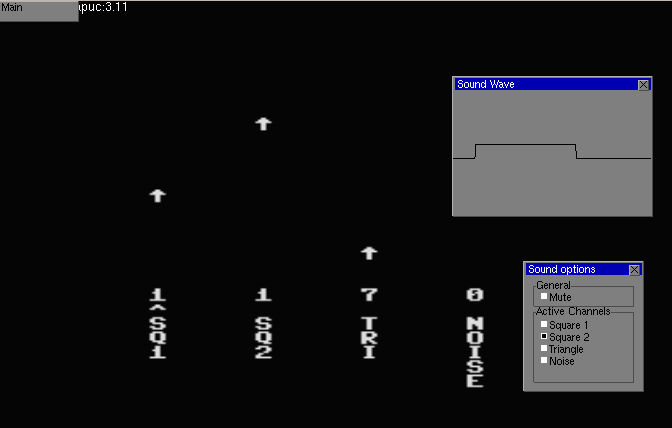 Main
apuc:3.11
Sound Wave
Sound options
General
Mute
Active Channels
Square 1
Square 2
Triangle
Noise
1 1 7 0
^
SQ1
SQ2
TRI
NOISE